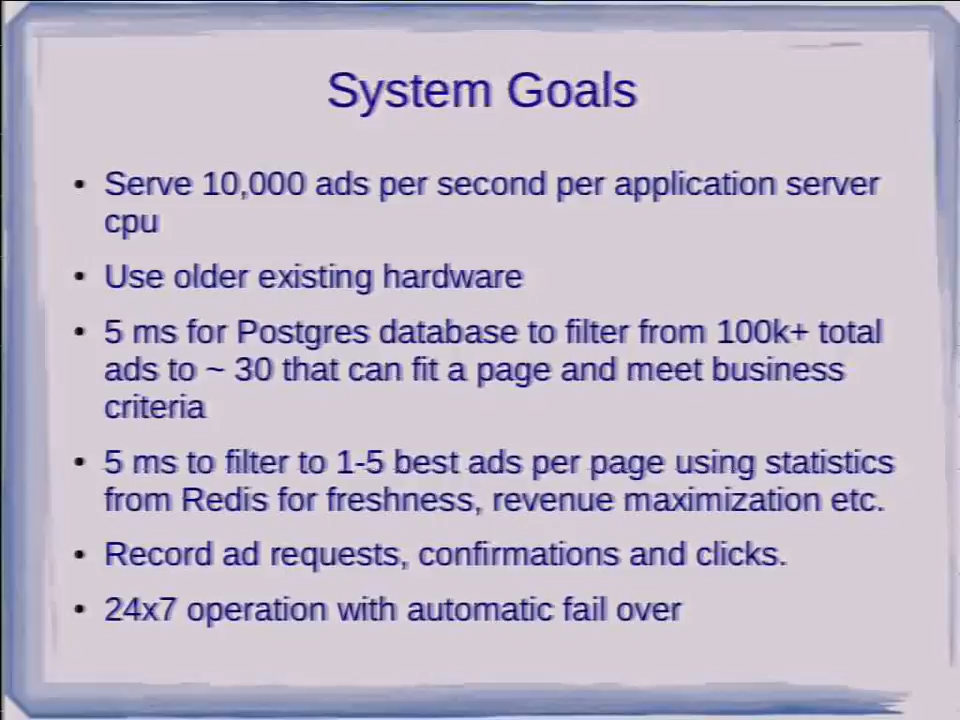 System Goals
• Serve 10,000 ads per second per application server
cpu
• Use older existing hardware
• 5 ms for Postgres database to filter from 100k+ total
ads to ~ 30 that can fit a page and meet business
criteria
• 5 ms to filter to 1-5 best ads per page using statistics
from Redis for freshness, revenue maximization etc.
• Record ad requests, confirmations and clicks.
• 24x7 operation with automatic fail over